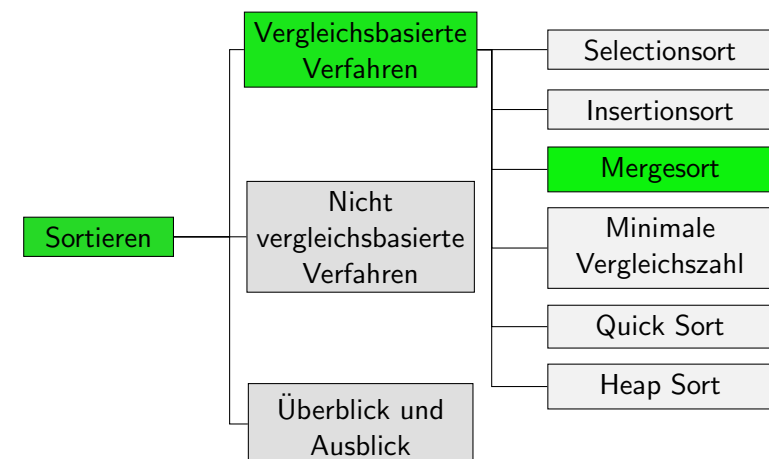 Sortieren
Vergleichsbasierte
Verfahren
Selectionsort
Insertionsort
Mergesort
Minimale
Vergleichszahl
Quick Sort
Heap Sort
Nicht
vergleichsbasierte
Verfahren
Überblick und
Ausblick